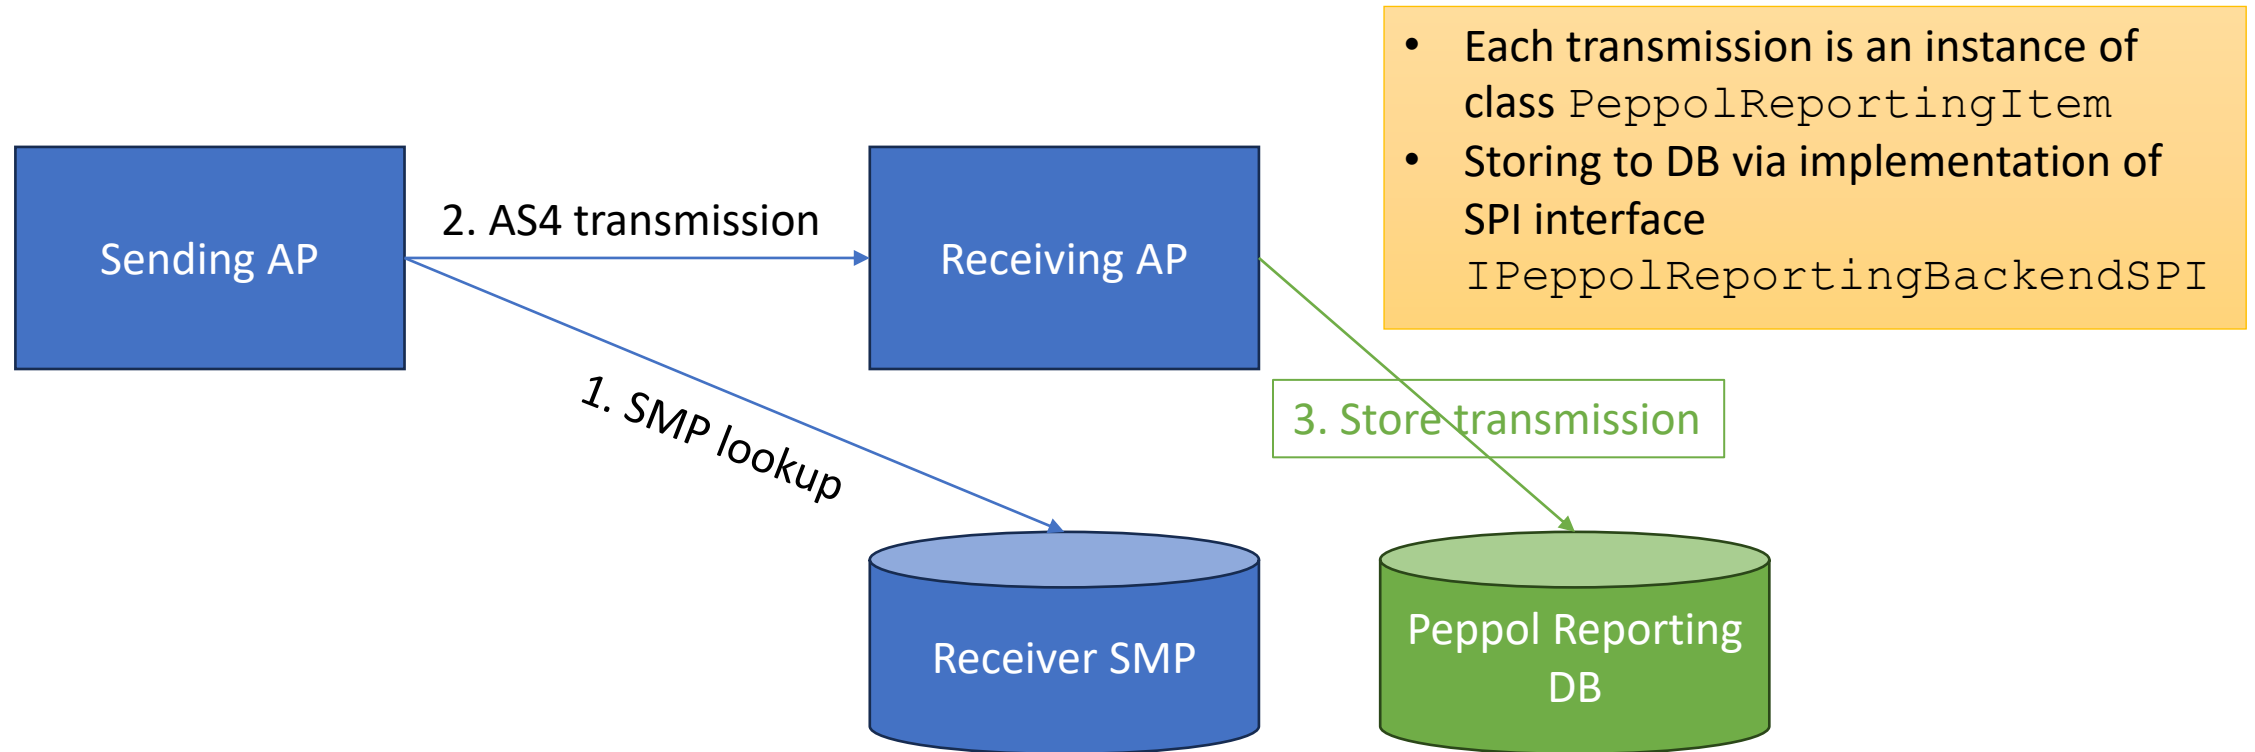 • Each transmission is an instance of
class PeppolReportingItem
• Storing to DB via implementation of
SPI interface
IPeppolReportingBackendSPI
Sending AP
2. AS4 transmission
Receiving AP
1. SMP lookup
3. Store transmission
Receiver SMP
Peppol Reporting
DB